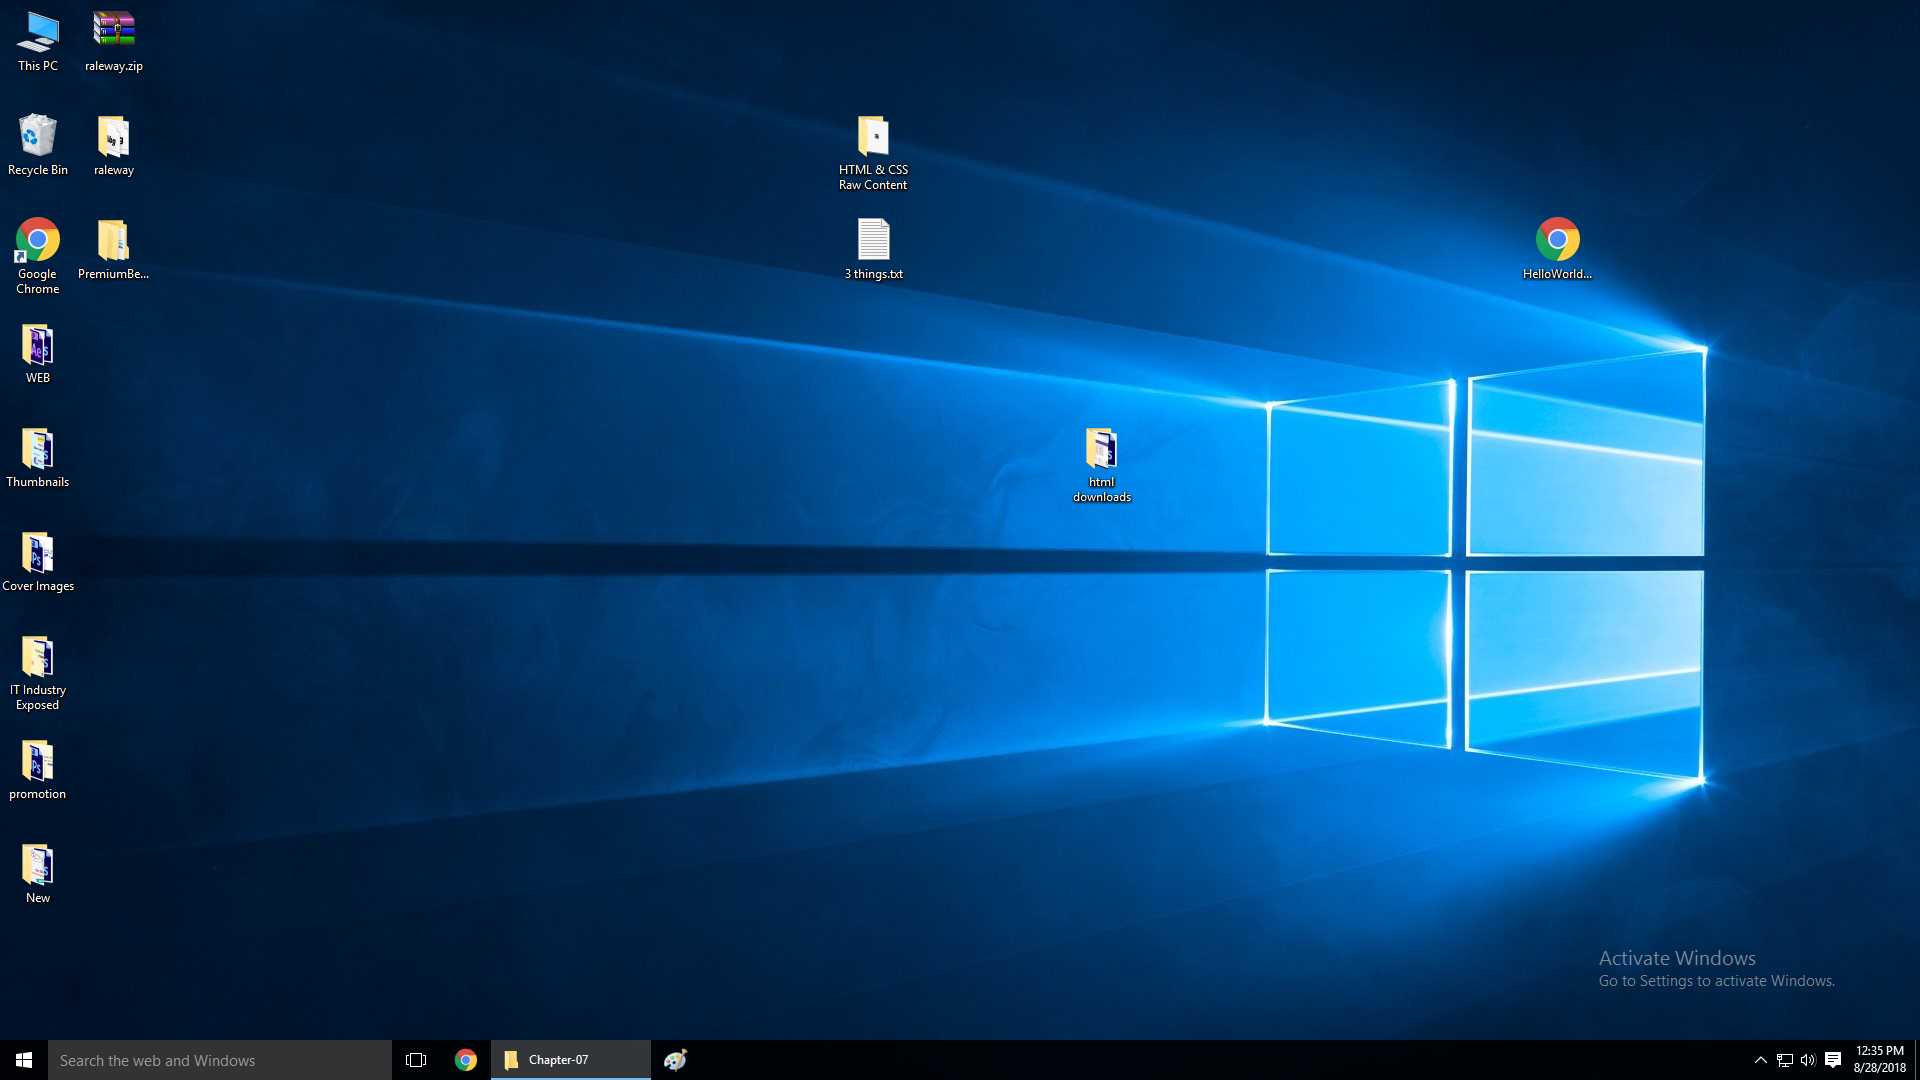 This PC
raleway.zip
Recycle Bin
raleway
HTML & CSS
Raw Content
Google
Chrome
PremiumBe...
3 things.txt
HelloWorld...
WEB
Thumbnails
html
downloads
Cover Images
IT Industry
Exposed
promotion
New
Activate Windows
Go to Settings to activate Windows.
Search the web and Windows
Chapter-07
12:35 PM
8/28/2018